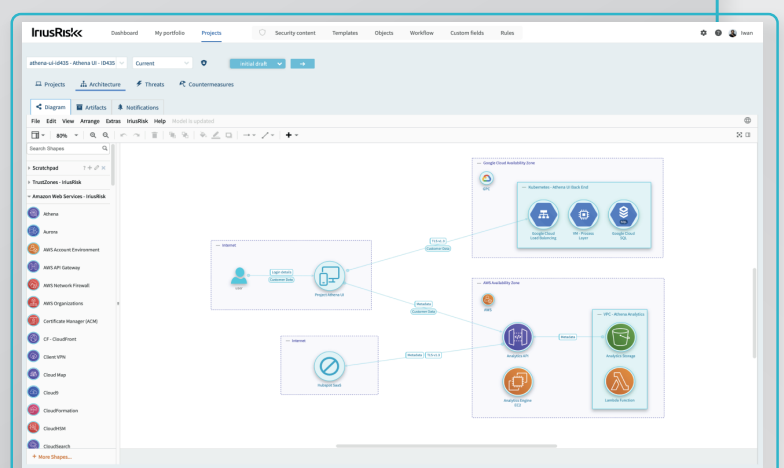 IriusRisk
Dashboard My portfolio Projects Security content Templates Objects Workflow Custom fields Rules Iwan
athena-ui-id435 - Athena UI - ID435 Current Initial draft
Projects Architecture Threats Countermeasures
Diagram Artifacts Notifications
File Edit View Arrange Extras IriusRisk Help Model is updated
80%
Search Shapes
Scratchpad
TrustZones - IriusRisk
Amazon Web Services - IriusRisk
Athena
Aurora
AWS Account Environment
AWS API Gateway
AWS Network Firewall
AWS Organizations
Certificate Manager (ACM)
CF - CloudFront
Client VPN
Cloud Map
Cloud9
CloudFormation
CloudHSM
CloudSearch
+ More Shapes...
Google Cloud Availability Zone
VPC
Kubernetes - Athena UI Back End
Google Cloud
Load Balancing
PM - Process
Layer
Google Cloud
SQL
Internet
User
Login details
Customer Data
Project Athena UI
Customer Data
Metadata
Customer Data
AWS Availability Zone
AWS
Analytics API
Metadata
VPC - Athena Analytics
Analytics Storage
Analytics Engine
EC2
Lambda Function
Internet
Hubspot SaaS
Metadata